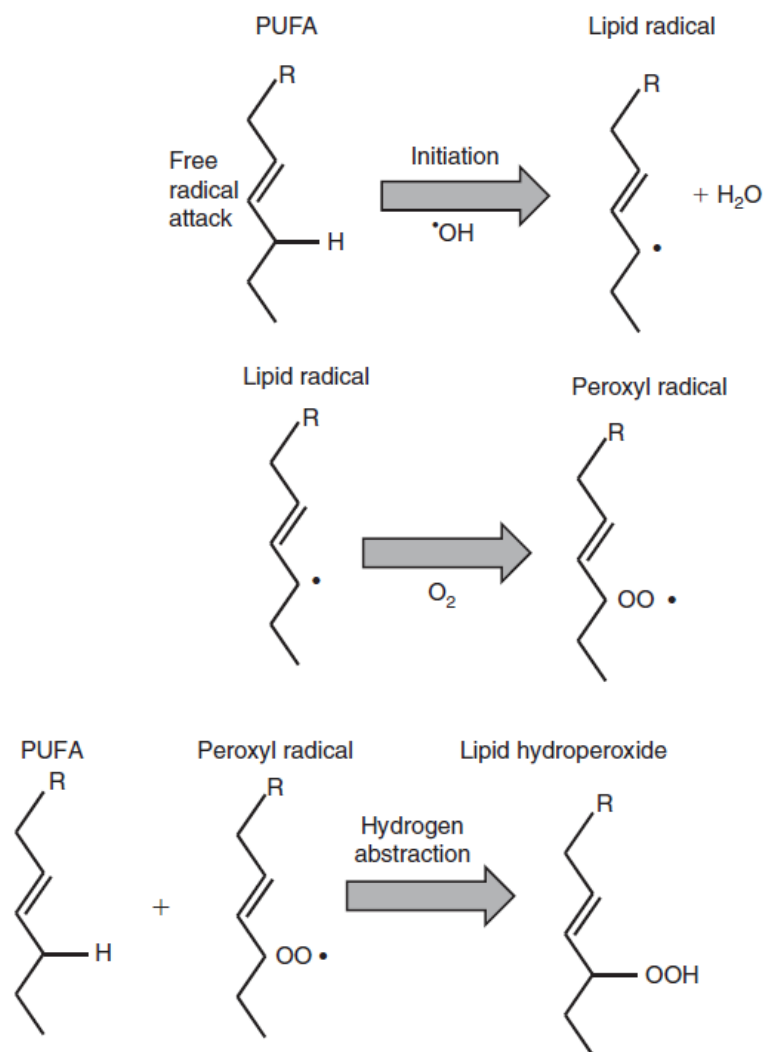 PUFA
Lipid radical
R
R
Free
radical
attack
Initiation
•OH
H
•
+ H₂O
Lipid radical
Peroxyl radical
R
R
O₂
•
OO •
PUFA
Peroxyl radical
Lipid hydroperoxide
R
R
R
Hydrogen
abstraction
+
H
OO •
OOH